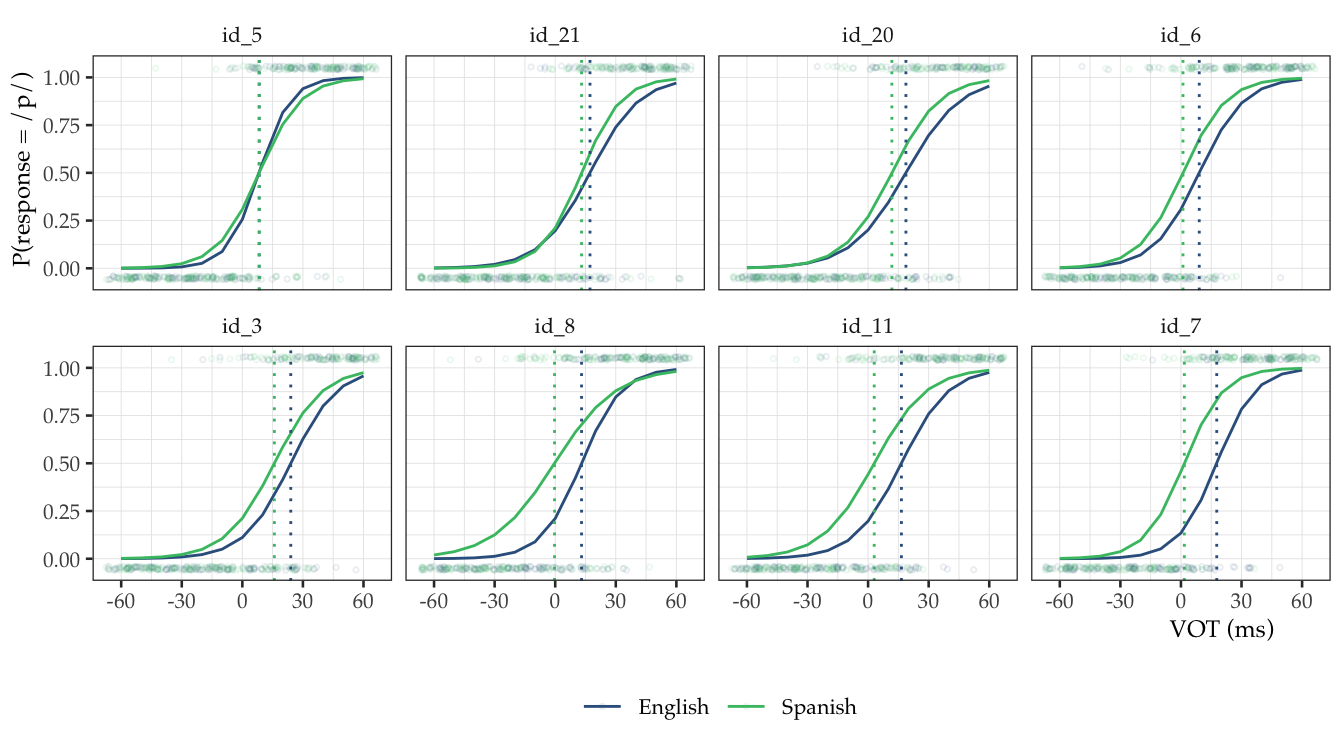 id_5 id_21 id_20 id_6
P(response = /p/)
1.00
0.75
0.50
0.25
0.00
id_3 id_8 id_11 id_7
1.00
0.75
0.50
0.25
0.00
-60 -30 0 30 60 -60 -30 0 30 60 -60 -30 0 30 60 -60 -30 0 30 60
VOT (ms)
English Spanish